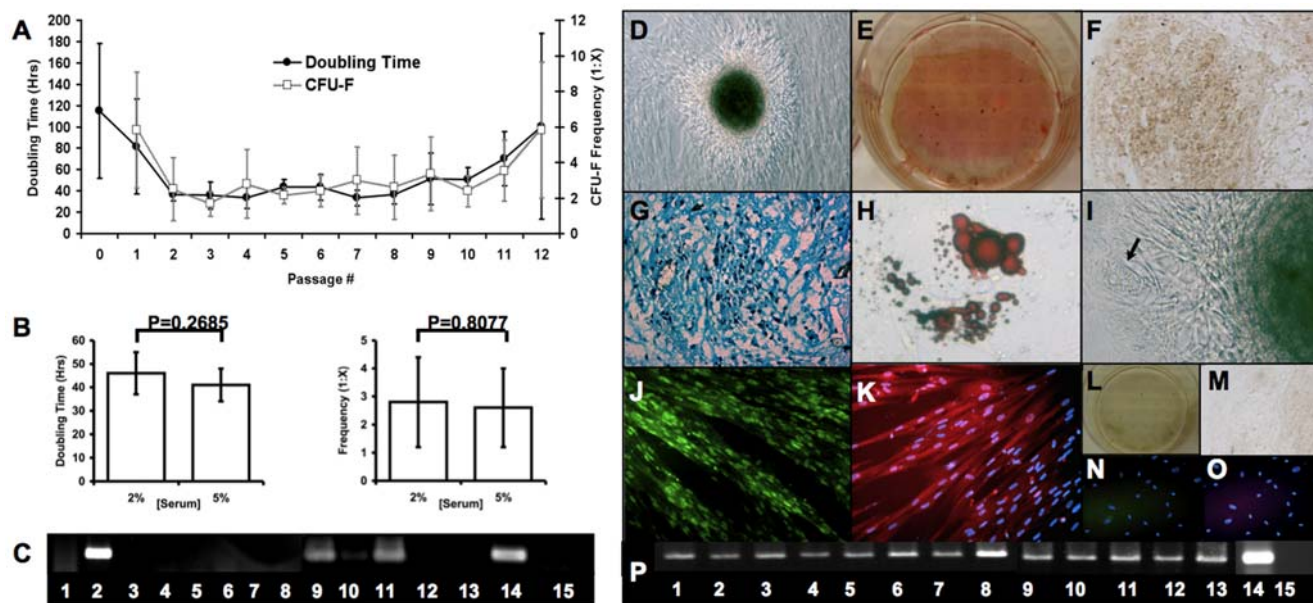 A
Doubling Time (Hrs)
200
180
160
140
120
100
80
60
40
20
0
Doubling Time
CFU-F
12
10
8
6
4
2
0
CFU-F Frequency (1:X)
0 1 2 3 4 5 6 7 8 9 10 11 12
Passage #
B
P=0.2685
Doubling Time (Hrs)
60
50
40
30
20
10
0
2% 5%
[Serum]
P=0.8077
Frequency (1:X)
5
4
3
2
1
0
2% 5%
[Serum]
C
1 2 3 4 5 6 7 8 9 10 11 12 13 14 15
D E F
G H I
J K L M
N O
P
1 2 3 4 5 6 7 8 9 10 11 12 13 14 15